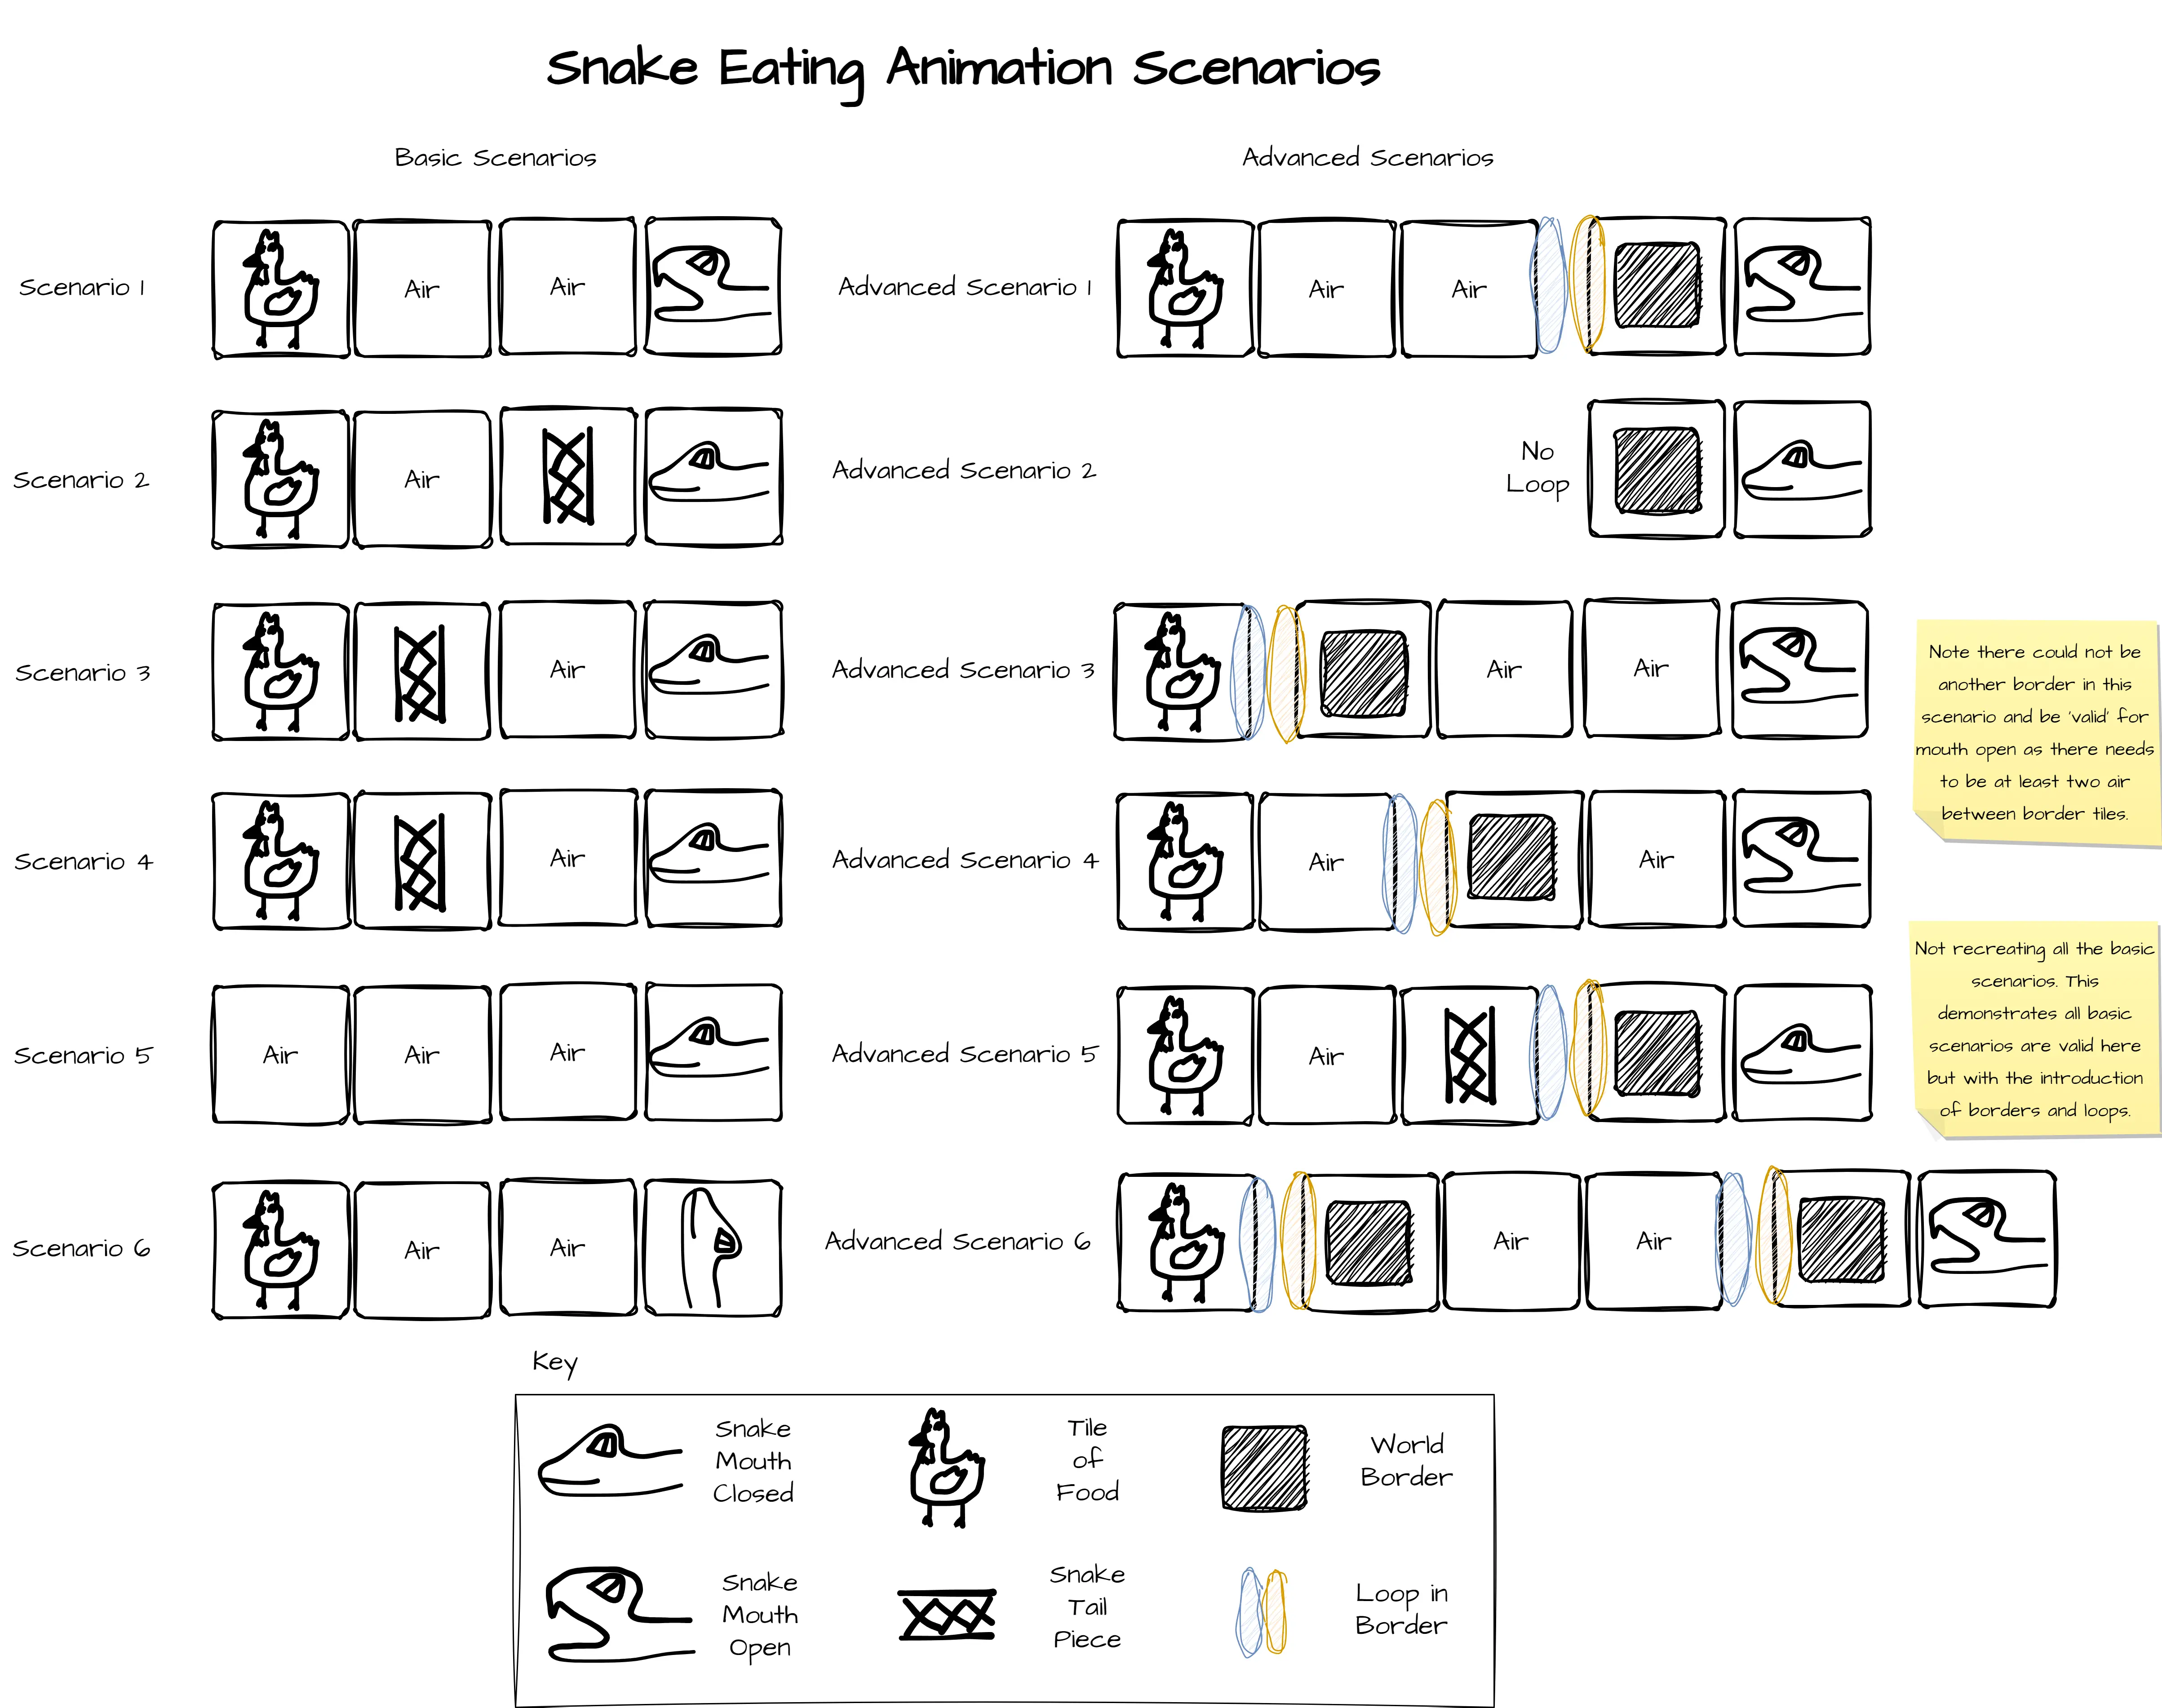 Snake Eating Animation Scenarios
Basic Scenarios
Advanced Scenarios
Scenario 1
Air
Air
Advanced Scenario 1
Air
Air
Scenario 2
Air
Advanced Scenario 2
No
Loop
Scenario 3
Air
Advanced Scenario 3
Air
Air
Note there could not be
another border in this
scenario and be 'valid' for
mouth open as there needs
to be at least two air
between border tiles.
Scenario 4
Air
Advanced Scenario 4
Air
Air
Scenario 5
Air
Air
Air
Advanced Scenario 5
Air
Not recreating all the basic
scenarios. This
demonstrates all basic
scenarios are valid here
but with the introduction
of borders and loops.
Scenario 6
Air
Air
Advanced Scenario 6
Air
Air
Key
Snake
Mouth
Closed
Tile
of
Food
World
Border
Snake
Mouth
Open
Snake
Tail
Piece
Loop in
Border